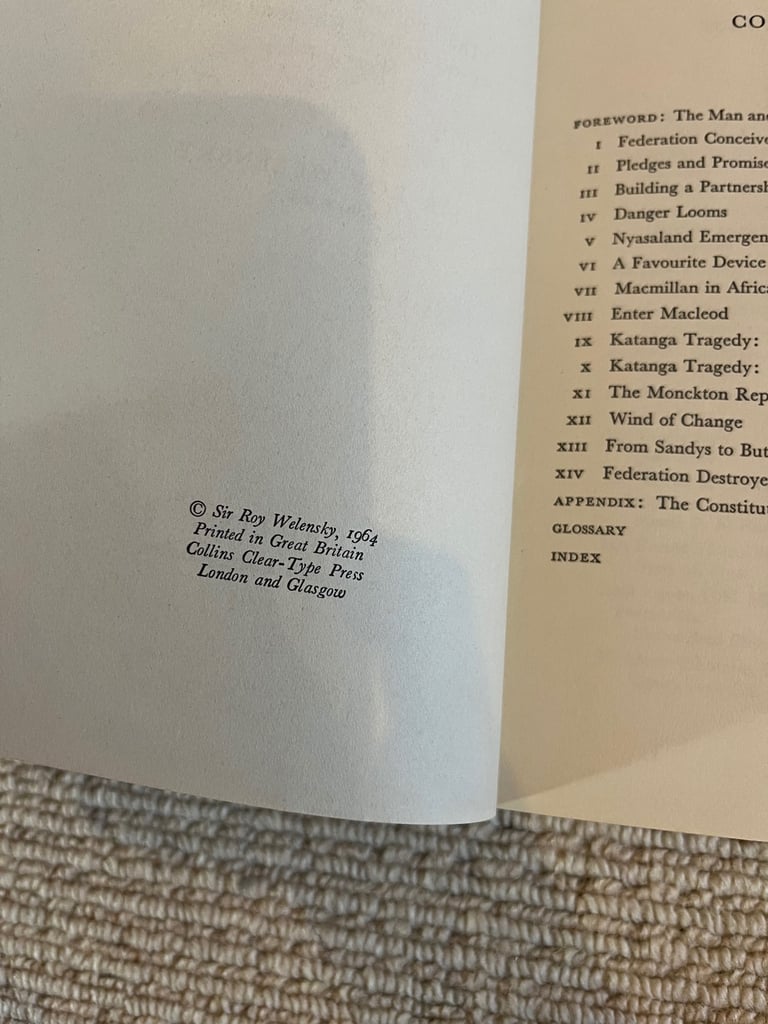 © Sir Roy Welensky, 1964
Printed in Great Britain
Collins Clear-Type Press
London and Glasgow
CO
FOREWORD: The Man an
I Federation Conceive
II Pledges and Promise
III Building a Partnersh
IV Danger Looms
V Nyasaland Emergen
VI A Favourite Device
VII Macmillan in Afric
VIII Enter Macleod
IX Katanga Tragedy:
X Katanga Tragedy:
XI The Monckton Rep
XII Wind of Change
XIII From Sandys to But
XIV Federation Destroye
APPENDIX: The Constitu
GLOSSARY
INDEX